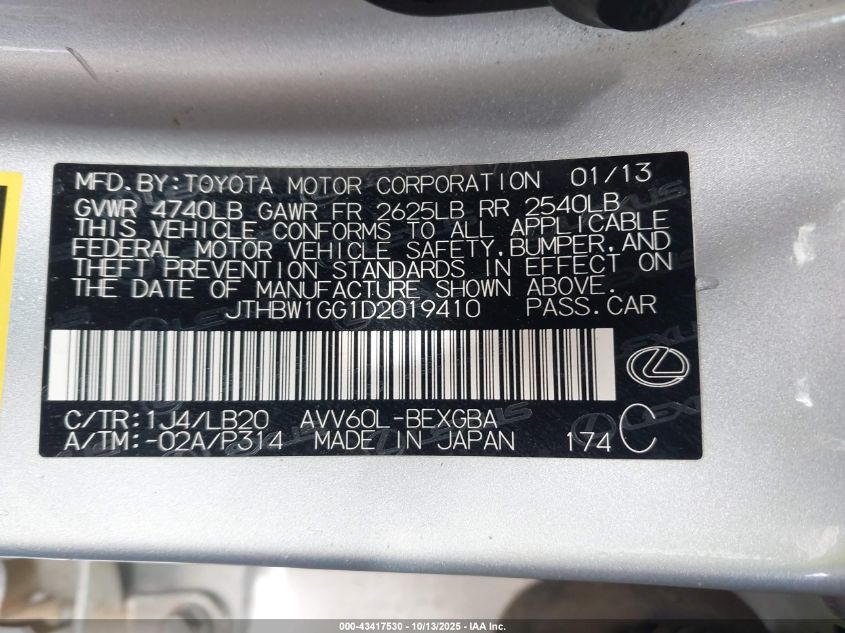 MFD.BY:TOYOTA MOTOR CORPORATION 01/13
GVWR 4740LB GAWR FR 2625LB RR 2540LB
THIS VEHICLE CONFORMS TO ALL APPLICABLE
FEDERAL MOTOR VEHICLE SAFETY,BUMPER,AND
THEFT PREVENTION STANDARDS IN EFFECT ON
THE DATE OF MANUFACTURE SHOWN ABOVE.
JTHBW1GG1D2019410 PASS.CAR
C/TR:1J4/LB20 AVV60L-BEXGBA
A/TM:-02A/P314 MADE IN JAPAN 174 C
000-43417530 - 10/13/2025 - IAA Inc.